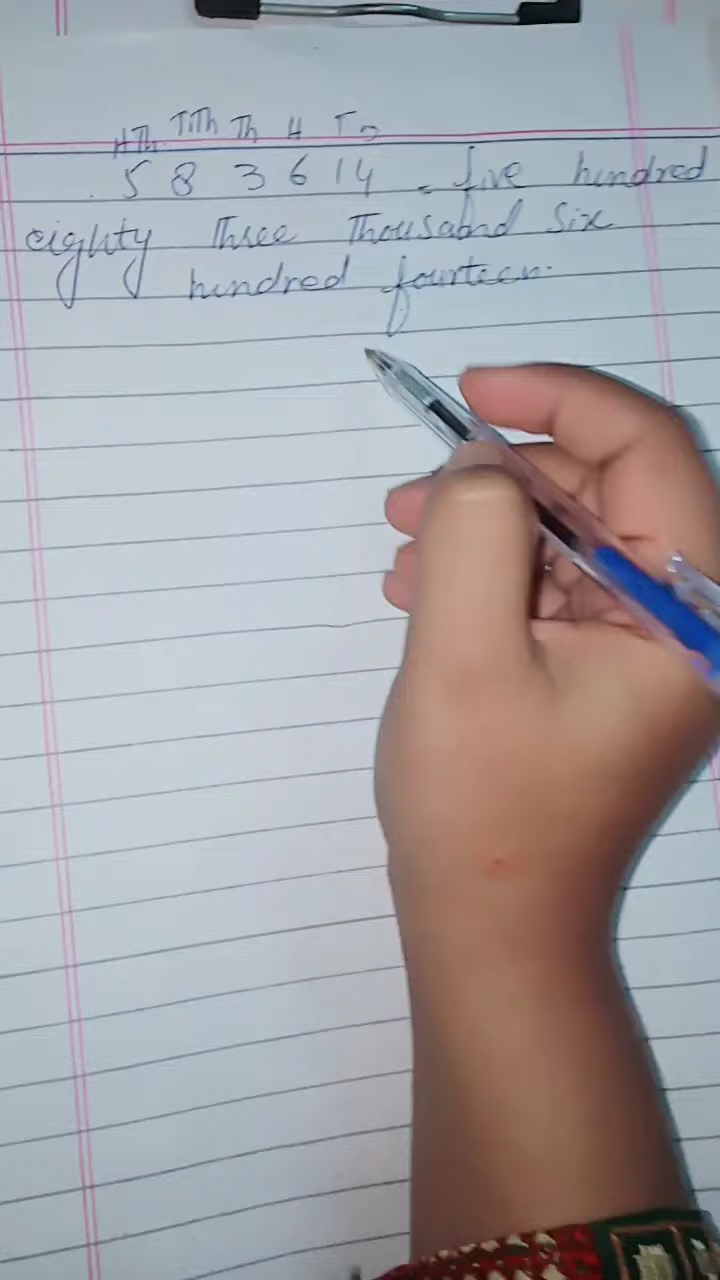 HTh TTh Th H T O
5 8 3 6 1 4 = five hundred
eighty three thousand six
hundred fourteen.